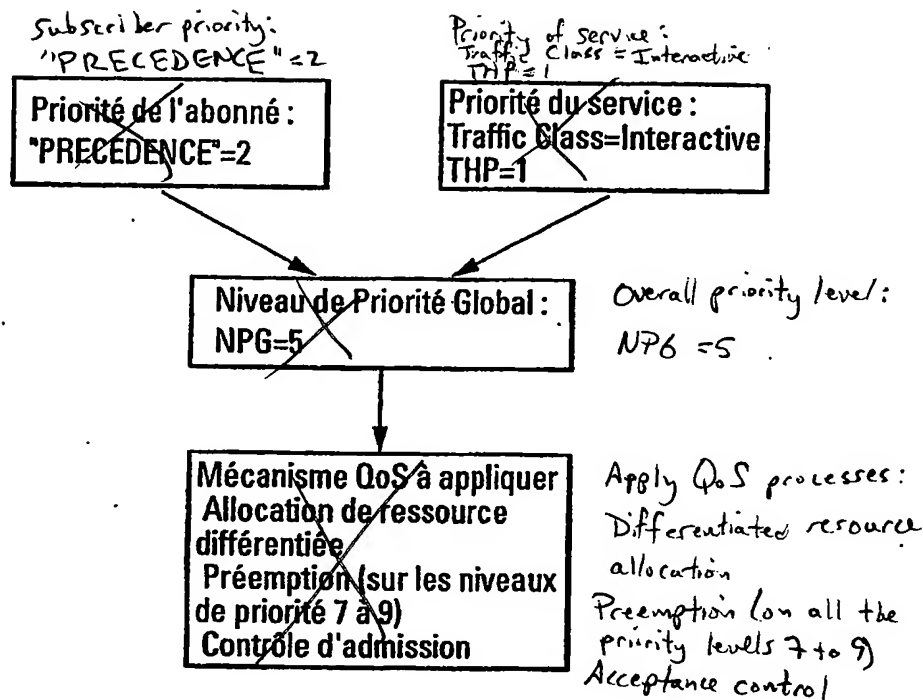 Subscriber priority:
"PRECEDENCE"=2
Priority of service:
Traffic Class = Interactive
THP=1
Priorité de l'abonné :
"PRECEDENCE"=2
Priorité du service :
Traffic Class=Interactive
THP=1
Niveau de Priorité Global :
NPG=5
Overall priority level:
NPG =5
Mécanisme QoS à appliquer
Allocation de ressource
différentiée
Préemption (sur les niveaux
de priorité 7 à 9)
Contrôle d'admission
Apply QoS processes:
Differentiated resource
allocation
Preemption (on all the
priority levels 7 to 9)
Acceptance control